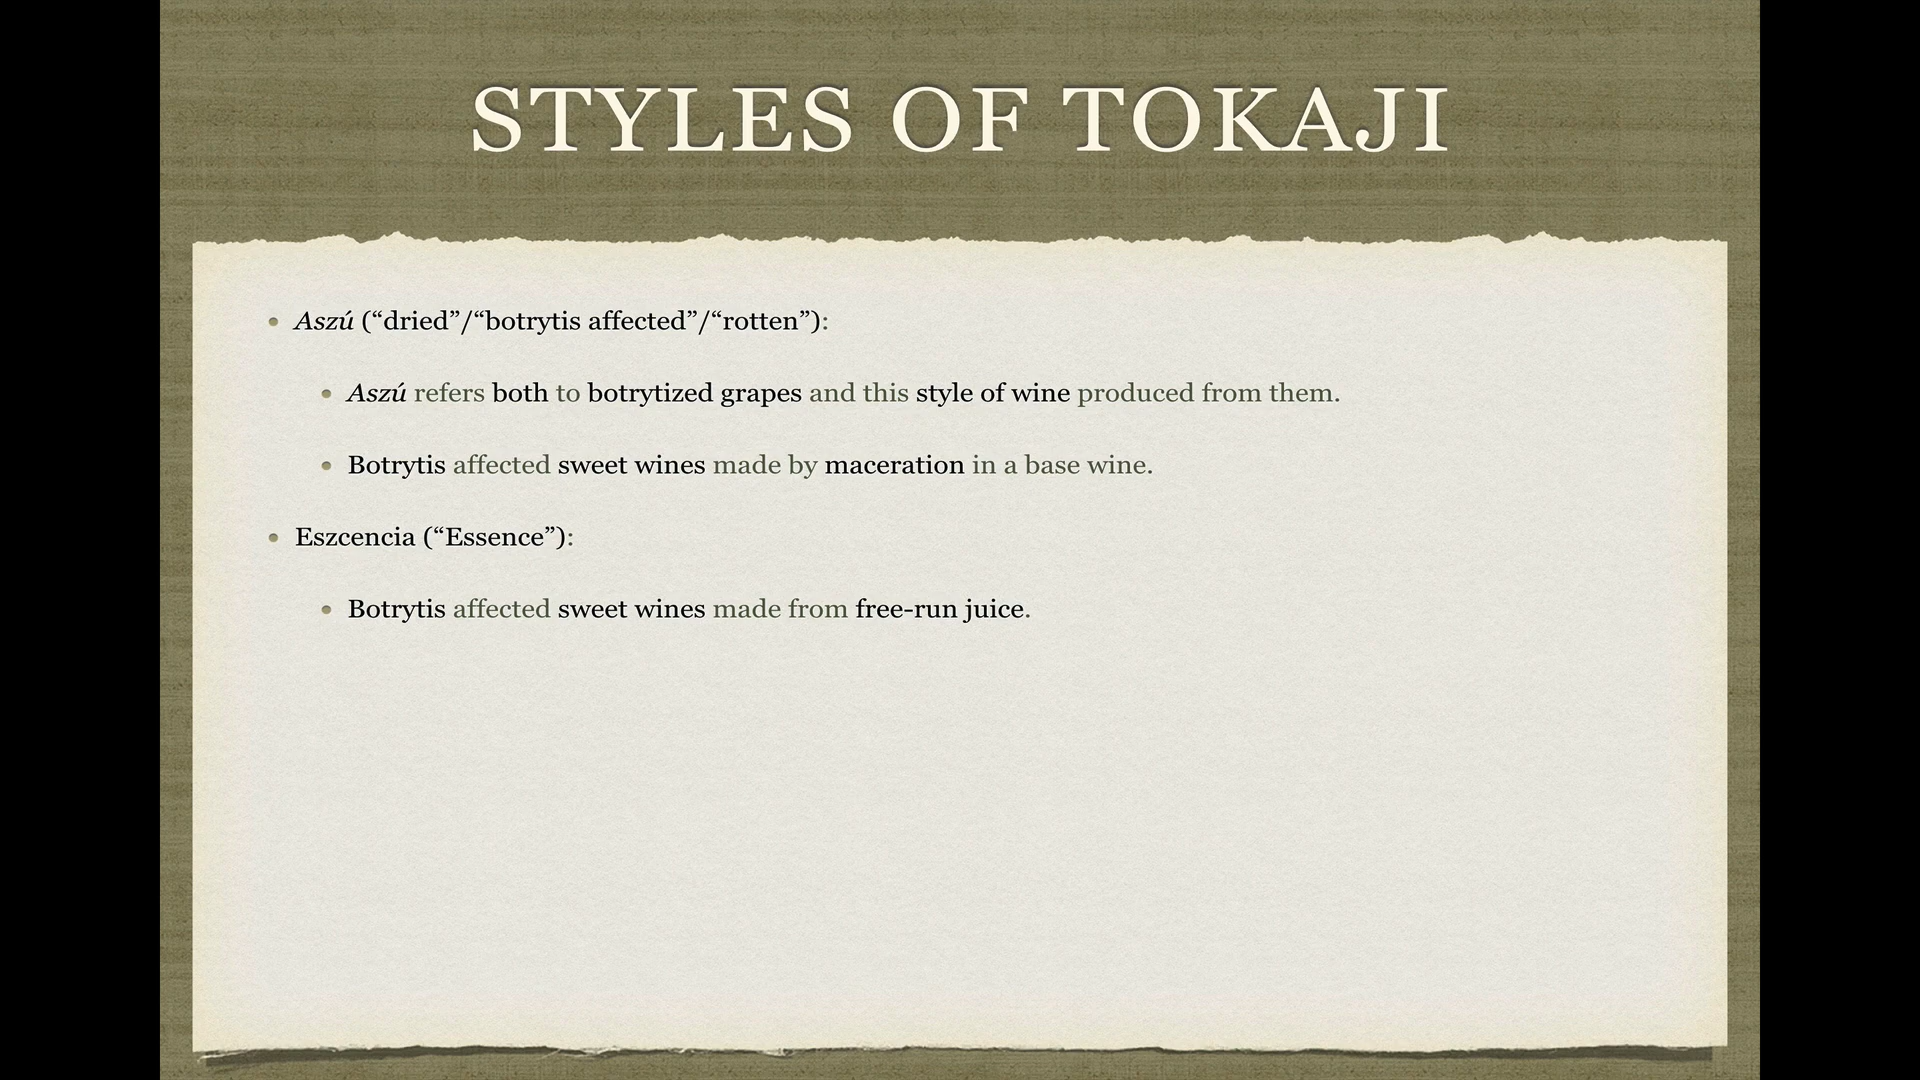 STYLES OF TOKAJI
• Aszú (“dried”/“botrytis affected”/“rotten”):
• Aszú refers both to botrytized grapes and this style of wine produced from them.
• Botrytis affected sweet wines made by maceration in a base wine.
• Eszcencia (“Essence”):
• Botrytis affected sweet wines made from free-run juice.